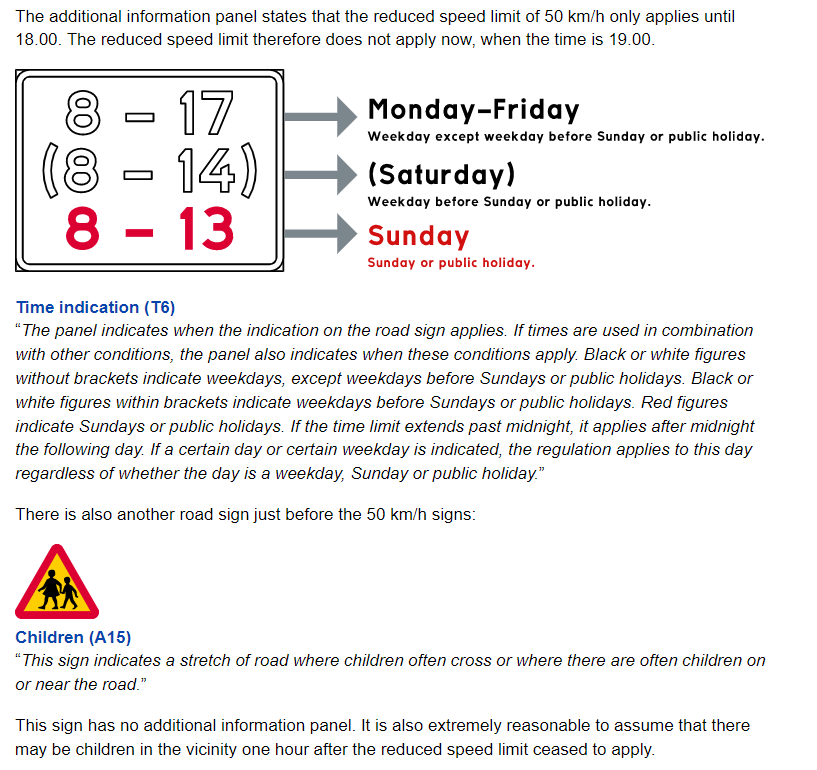 The additional information panel states that the reduced speed limit of 50 km/h only applies until
18.00. The reduced speed limit therefore does not apply now, when the time is 19.00.
8 – 17
Monday–Friday
Weekday except weekday before Sunday or public holiday.
(8 – 14)
(Saturday)
Weekday before Sunday or public holiday.
8 – 13
Sunday
Sunday or public holiday.
Time indication (T6)
“The panel indicates when the indication on the road sign applies. If times are used in combination
with other conditions, the panel also indicates when these conditions apply. Black or white figures
without brackets indicate weekdays, except weekdays before Sundays or public holidays. Black or
white figures within brackets indicate weekdays before Sundays or public holidays. Red figures
indicate Sundays or public holidays. If the time limit extends past midnight, it applies after midnight
the following day. If a certain day or certain weekday is indicated, the regulation applies to this day
regardless of whether the day is a weekday, Sunday or public holiday.”
There is also another road sign just before the 50 km/h signs:
Children (A15)
“This sign indicates a stretch of road where children often cross or where there are often children on
or near the road.”
This sign has no additional information panel. It is also extremely reasonable to assume that there
may be children in the vicinity one hour after the reduced speed limit ceased to apply.